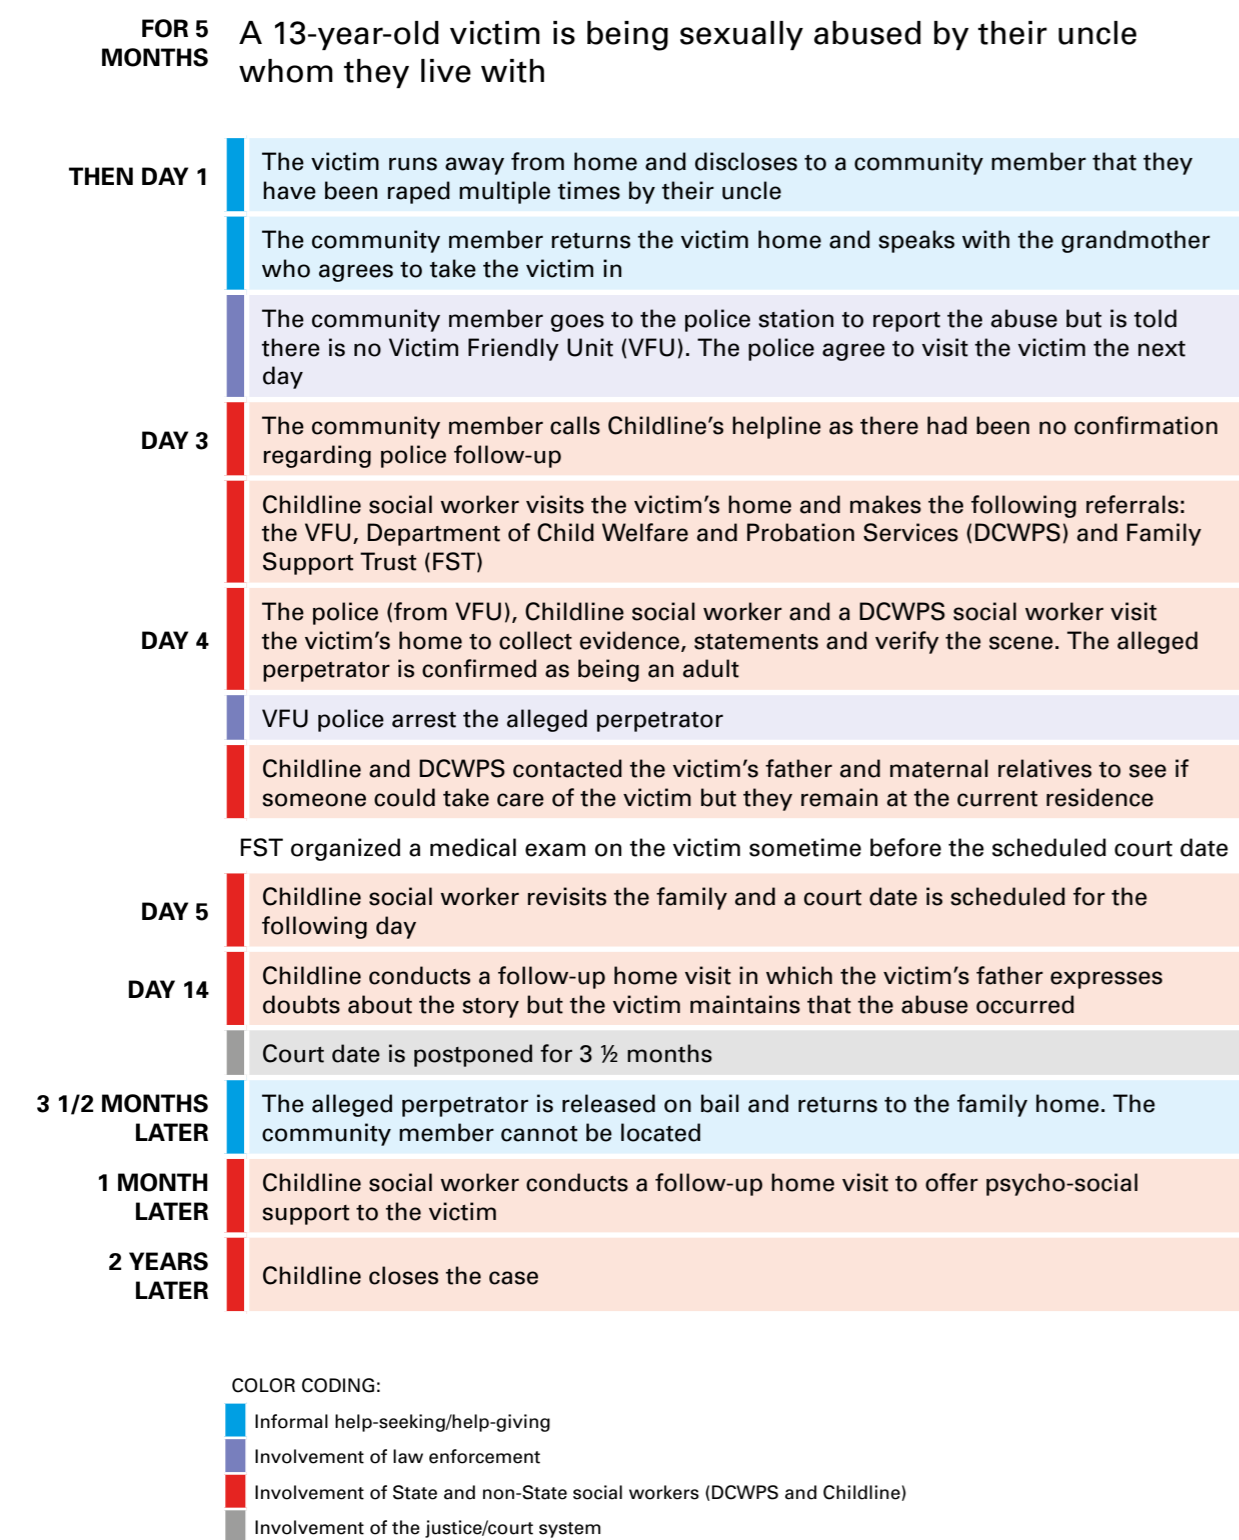 FOR 5
MONTHS
A 13-year-old victim is being sexually abused by their uncle
whom they live with
THEN DAY 1
The victim runs away from home and discloses to a community member that they
have been raped multiple times by their uncle
The community member returns the victim home and speaks with the grandmother
who agrees to take the victim in
The community member goes to the police station to report the abuse but is told
there is no Victim Friendly Unit (VFU). The police agree to visit the victim the next
day
DAY 3
The community member calls Childline’s helpline as there had been no confirmation
regarding police follow-up
Childline social worker visits the victim’s home and makes the following referrals:
the VFU, Department of Child Welfare and Probation Services (DCWPS) and Family
Support Trust (FST)
DAY 4
The police (from VFU), Childline social worker and a DCWPS social worker visit
the victim’s home to collect evidence, statements and verify the scene. The alleged
perpetrator is confirmed as being an adult
VFU police arrest the alleged perpetrator
Childline and DCWPS contacted the victim’s father and maternal relatives to see if
someone could take care of the victim but they remain at the current residence
FST organized a medical exam on the victim sometime before the scheduled court date
DAY 5
Childline social worker revisits the family and a court date is scheduled for the
following day
DAY 14
Childline conducts a follow-up home visit in which the victim’s father expresses
doubts about the story but the victim maintains that the abuse occurred
Court date is postponed for 3 ½ months
3 1/2 MONTHS
LATER
The alleged perpetrator is released on bail and returns to the family home. The
community member cannot be located
1 MONTH
LATER
Childline social worker conducts a follow-up home visit to offer psycho-social
support to the victim
2 YEARS
LATER
Childline closes the case
COLOR CODING:
Informal help-seeking/help-giving
Involvement of law enforcement
Involvement of State and non-State social workers (DCWPS and Childline)
Involvement of the justice/court system